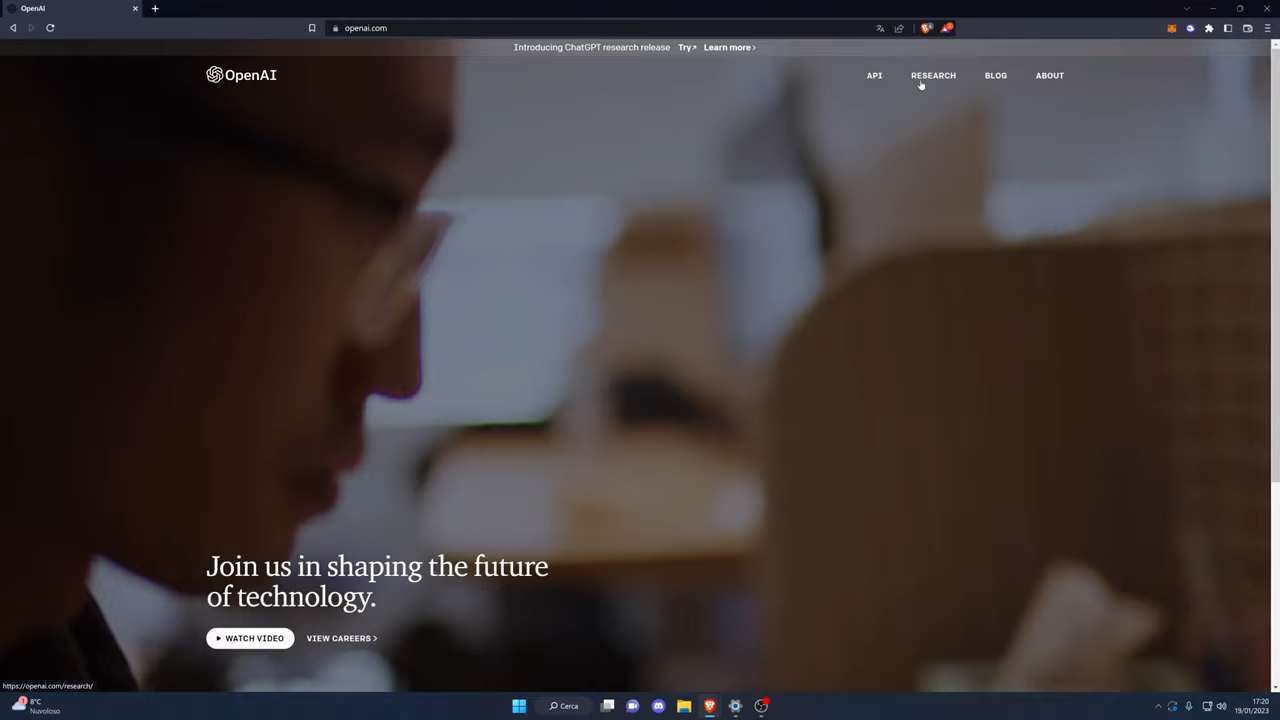 OpenAI
openai.com
Introducing ChatGPT research release Try↗ Learn more >
OpenAI
API RESEARCH BLOG ABOUT
Join us in shaping the future
of technology.
WATCH VIDEO VIEW CAREERS >
https://openai.com/research/
8°C
Nuvoloso
Cerca
17:20
19/01/2023